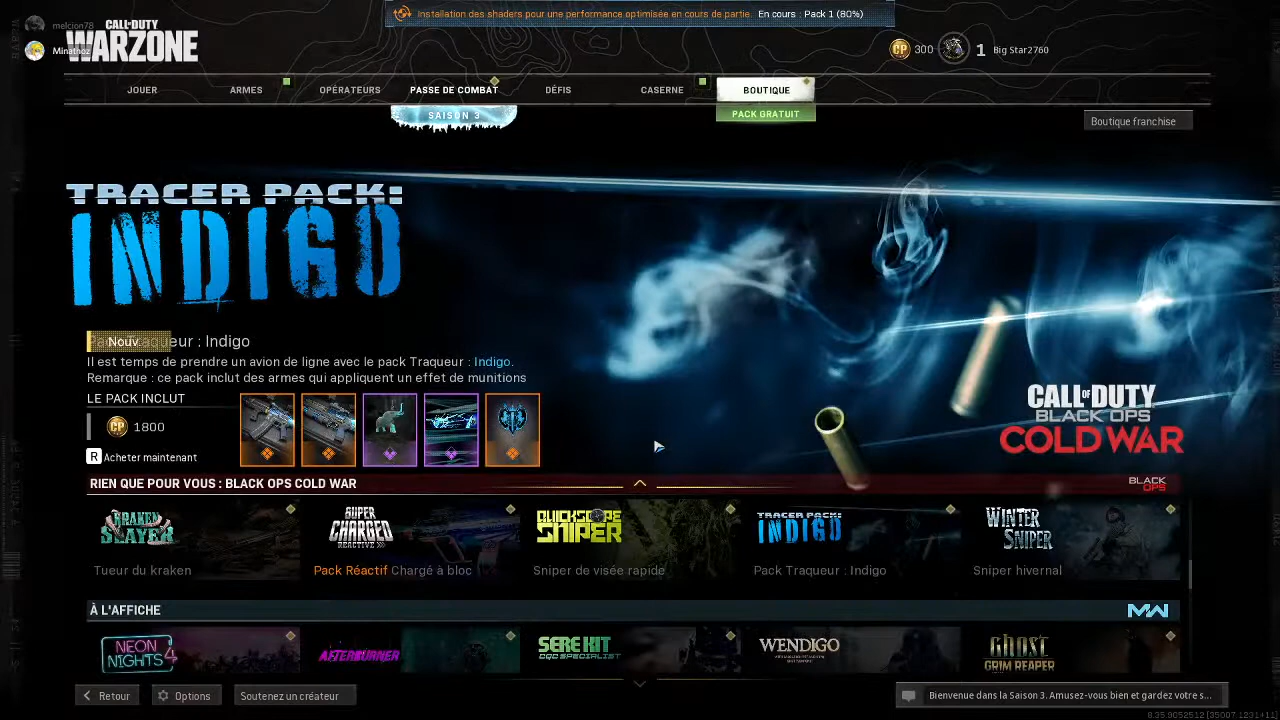 melcion78
Minathoz
CALL OF DUTY
WARZONE
Installation des shaders pour une performance optimisée en cours de partie. En cours : Pack 1 (80%)
300
1 Big Star2760
JOUER
ARMES
OPÉRATEURS
PASSE DE COMBAT
DÉFIS
CASERNE
BOUTIQUE
SAISON 3
PACK GRATUIT
Boutique franchise
TRACER PACK:
INDIGO
Nouv eur : Indigo
Il est temps de prendre un avion de ligne avec le pack Traqueur : Indigo.
Remarque : ce pack inclut des armes qui appliquent un effet de munitions
LE PACK INCLUT
CP 1800
R Acheter maintenant
CALL OF DUTY
BLACK OPS
COLD WAR
RIEN QUE POUR VOUS : BLACK OPS COLD WAR
BLACK
OPS
KRAKEN
SLAYER
SUPER
CHARGED
REACTIVE
QUICKSCOPE
SNIPER
TRACER PACK:
INDIGO
WINTER
SNIPER
Tueur du kraken
Pack Réactif Chargé à bloc
Sniper de visée rapide
Pack Traqueur : Indigo
Sniper hivernal
À L'AFFICHE
MW
NEON
NIGHTS 4
AFTERBURNER
SERE KIT
CQC SPECIALIST
WENDIGO
GHOST
GRIM REAPER
Retour
Options
Soutenez un créateur
Bienvenue dans la Saison 3. Amusez-vous bien et gardez votre s...